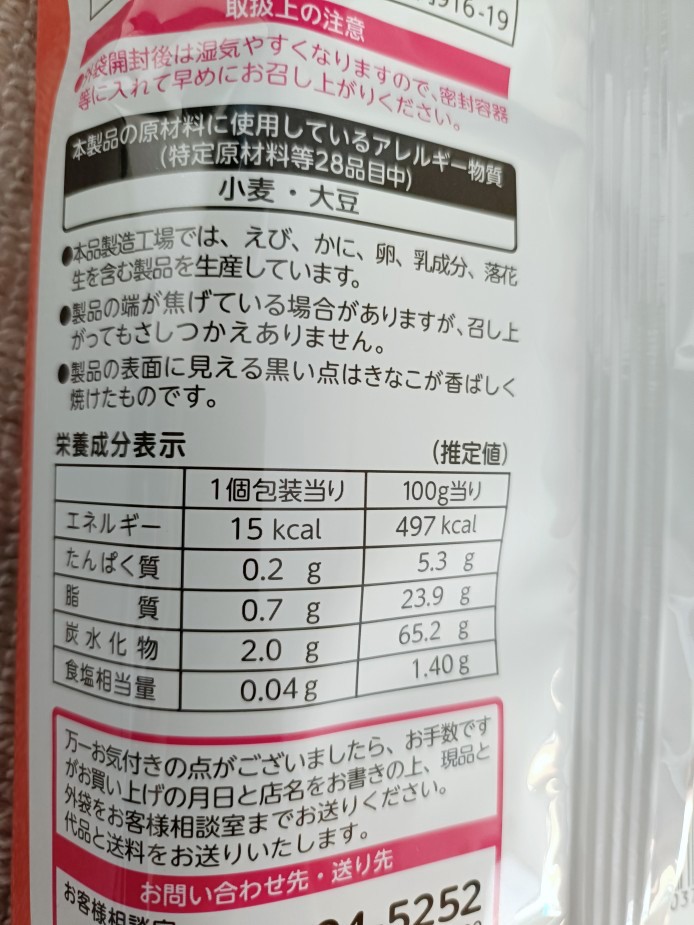 916-19
取扱上の注意
袋開封後は湿気やすくなりますので、密封容器
等に入れて早めにお召し上がりください。
本製品の原材料に使用しているアレルギー物質
(特定原材料等28品目中)
小麦・大豆
●本品製造工場では、えび、かに、卵、乳成分、落花
生を含む製品を生産しています。
●製品の端が焦げている場合がありますが、召し上
がってもさしつかえありません。
●製品の表面に見える黒い点はきなこが香ばしく
焼けたものです。
栄養成分表示 (推定値)
1個包装当り 100g当り
エネルギー 15 kcal 497 kcal
たんぱく質 0.2 g 5.3 g
脂質 0.7 g 23.9 g
炭水化物 2.0 g 65.2 g
食塩相当量 0.04 g 1.40 g
万一お気付きの点がございましたら、お手数です
がお買い上げの月日と店名をお書きの上、現品と
外袋をお客様相談室までお送りください。
代品と送料をお送りいたします。
お問い合わせ先・送り先
お客様相談室
-5252